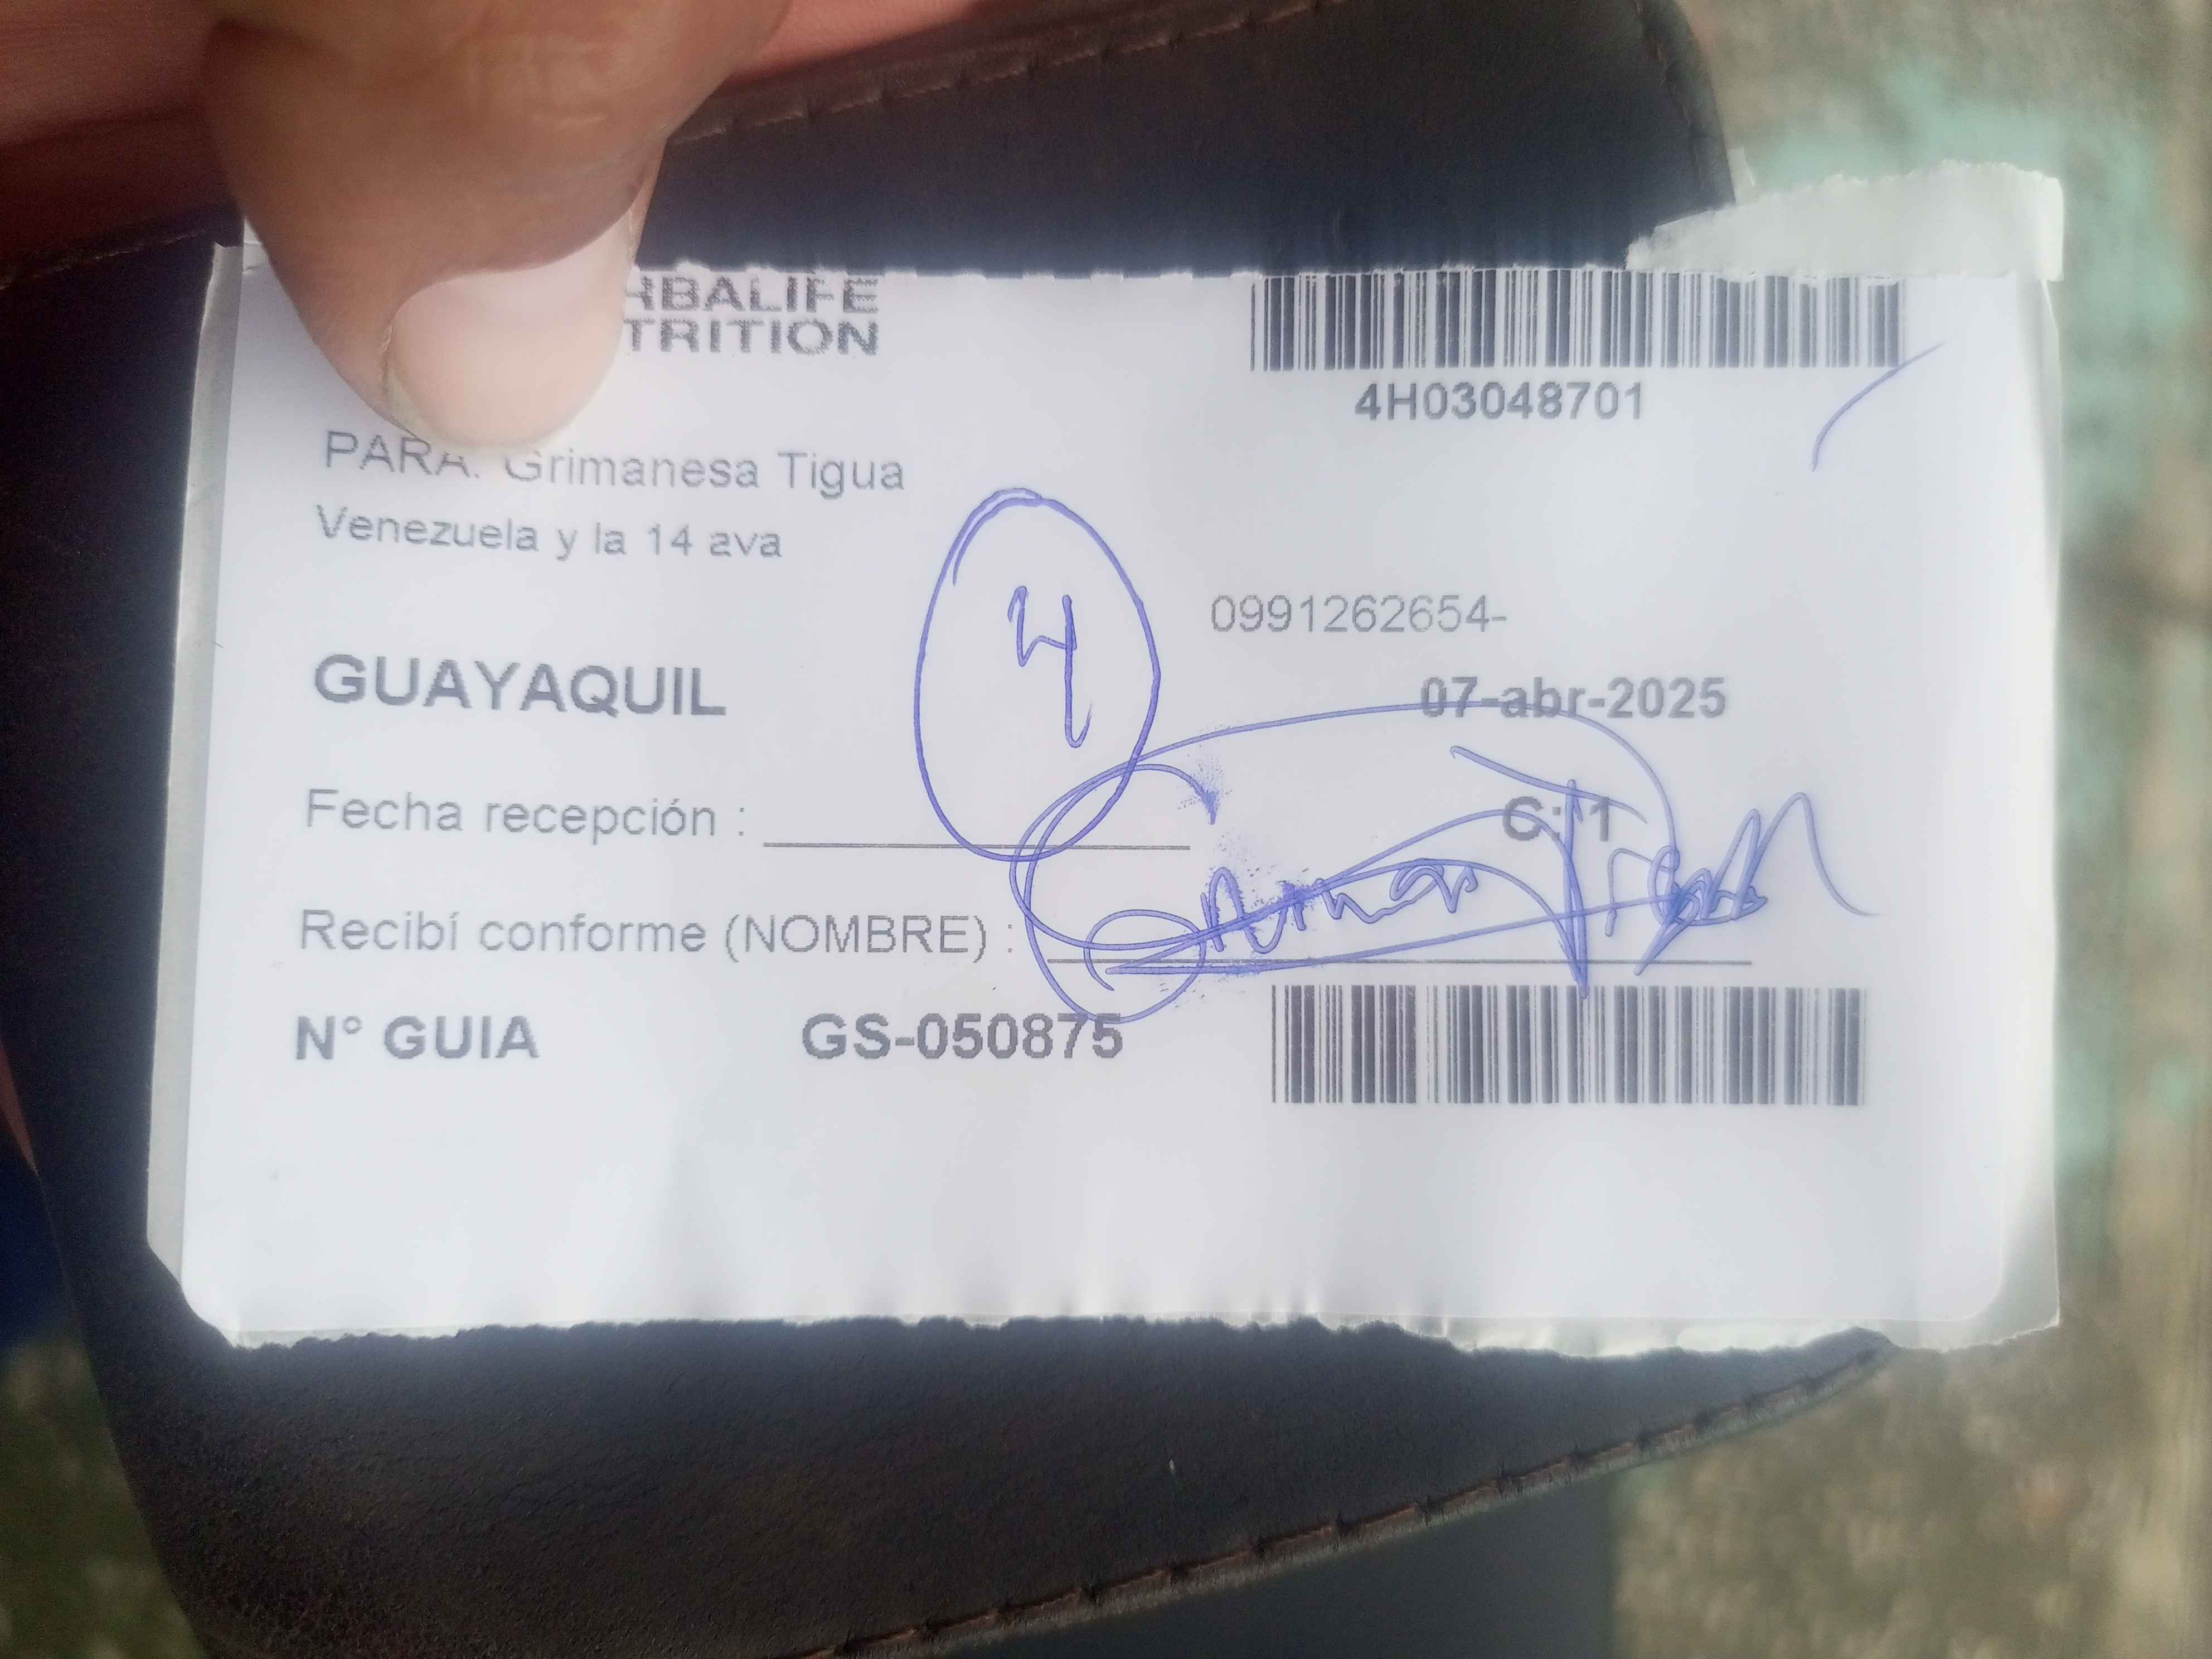 RBALIFE
TRITION
4H03048701
PARA: Grimanesa Tigua
Venezuela y la 14 ava
4
0991262654-
GUAYAQUIL
07-abr-2025
Fecha recepción :
C: 1
Recibí conforme (NOMBRE) :
N° GUIA GS-050875